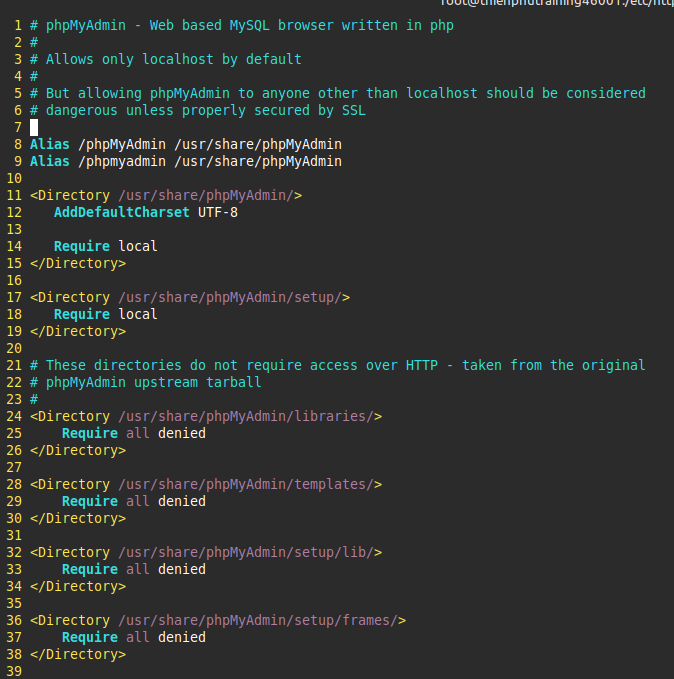 1 # phpMyAdmin - Web based MySQL browser written in php
2 #
3 # Allows only localhost by default
4 #
5 # But allowing phpMyAdmin to anyone other than localhost should be considered
6 # dangerous unless properly secured by SSL
7
8 Alias /phpMyAdmin /usr/share/phpMyAdmin
9 Alias /phpmyadmin /usr/share/phpMyAdmin
10
11 <Directory /usr/share/phpMyAdmin/>
12    AddDefaultCharset UTF-8
13
14    Require local
15 </Directory>
16
17 <Directory /usr/share/phpMyAdmin/setup/>
18    Require local
19 </Directory>
20
21 # These directories do not require access over HTTP - taken from the original
22 # phpMyAdmin upstream tarball
23 #
24 <Directory /usr/share/phpMyAdmin/libraries/>
25     Require all denied
26 </Directory>
27
28 <Directory /usr/share/phpMyAdmin/templates/>
29     Require all denied
30 </Directory>
31
32 <Directory /usr/share/phpMyAdmin/setup/lib/>
33     Require all denied
34 </Directory>
35
36 <Directory /usr/share/phpMyAdmin/setup/frames/>
37     Require all denied
38 </Directory>
39